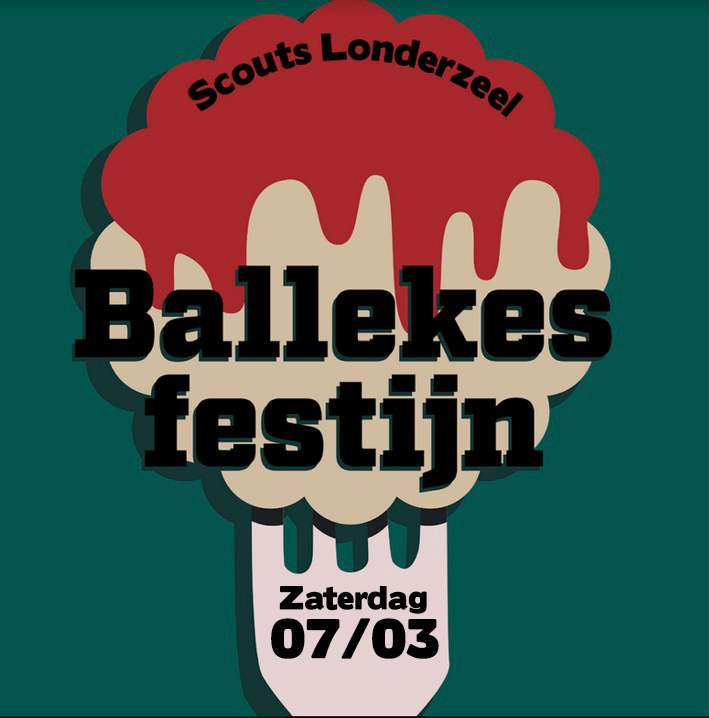 Scouts Londerzeel
Ballekes
festijn
Zaterdag
07/03